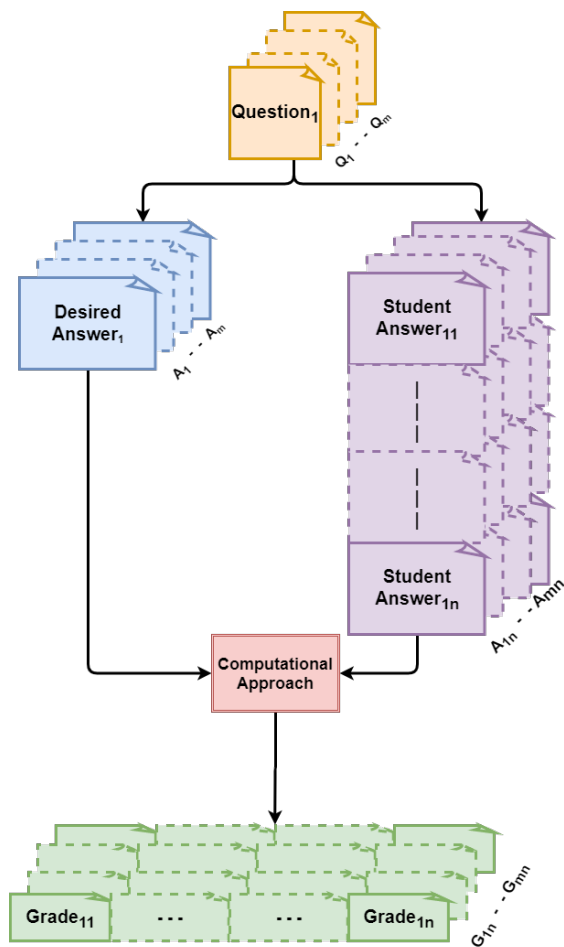 Question₁
Q₁ - - Qₘ
Desired
Answer₁
A₁ - - Aₘ
Student
Answer₁₁
Student
Answer₁ₙ
A₁ₙ - - Amn
Computational
Approach
Grade₁₁
- - -
- - -
Grade₁ₙ
G₁ₙ - - Gₘₙ